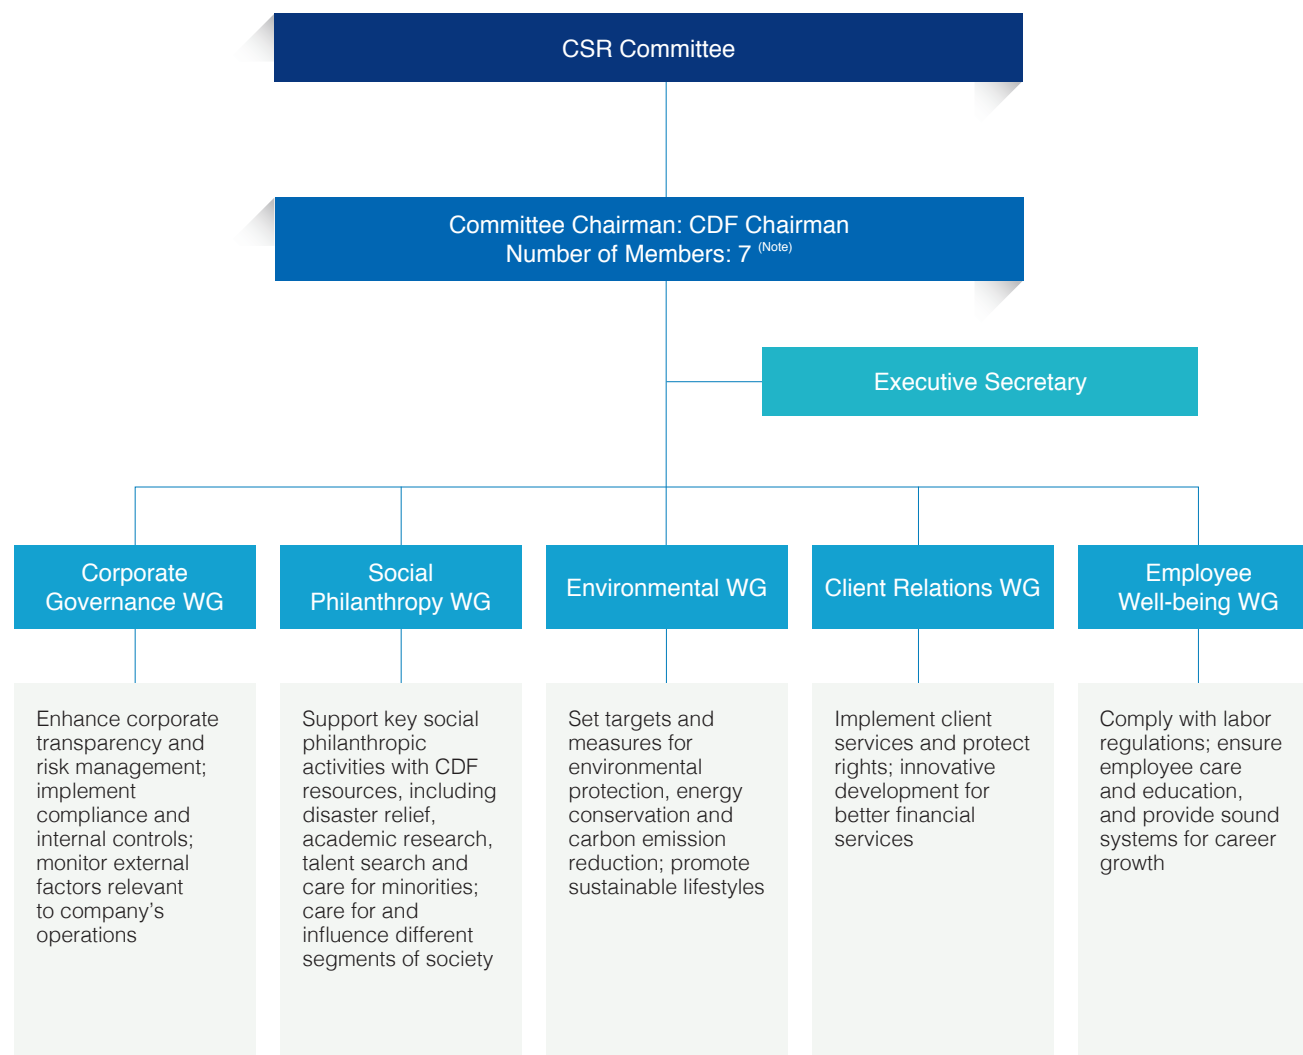 CSR Committee
Committee Chairman: CDF Chairman
Number of Members: 7 (Note)
Executive Secretary
Corporate
Governance WG
Social
Philanthropy WG
Environmental WG
Client Relations WG
Employee
Well-being WG
Enhance corporate
transparency and
risk management;
implement
compliance and
internal controls;
monitor external
factors relevant
to company’s
operations
Support key social
philanthropic
activities with CDF
resources, including
disaster relief,
academic research,
talent search and
care for minorities;
care for and
influence different
segments of society
Set targets and
measures for
environmental
protection, energy
conservation and
carbon emission
reduction; promote
sustainable lifestyles
Implement client
services and protect
rights; innovative
development for
better financial
services
Comply with labor
regulations; ensure
employee care
and education,
and provide sound
systems for career
growth